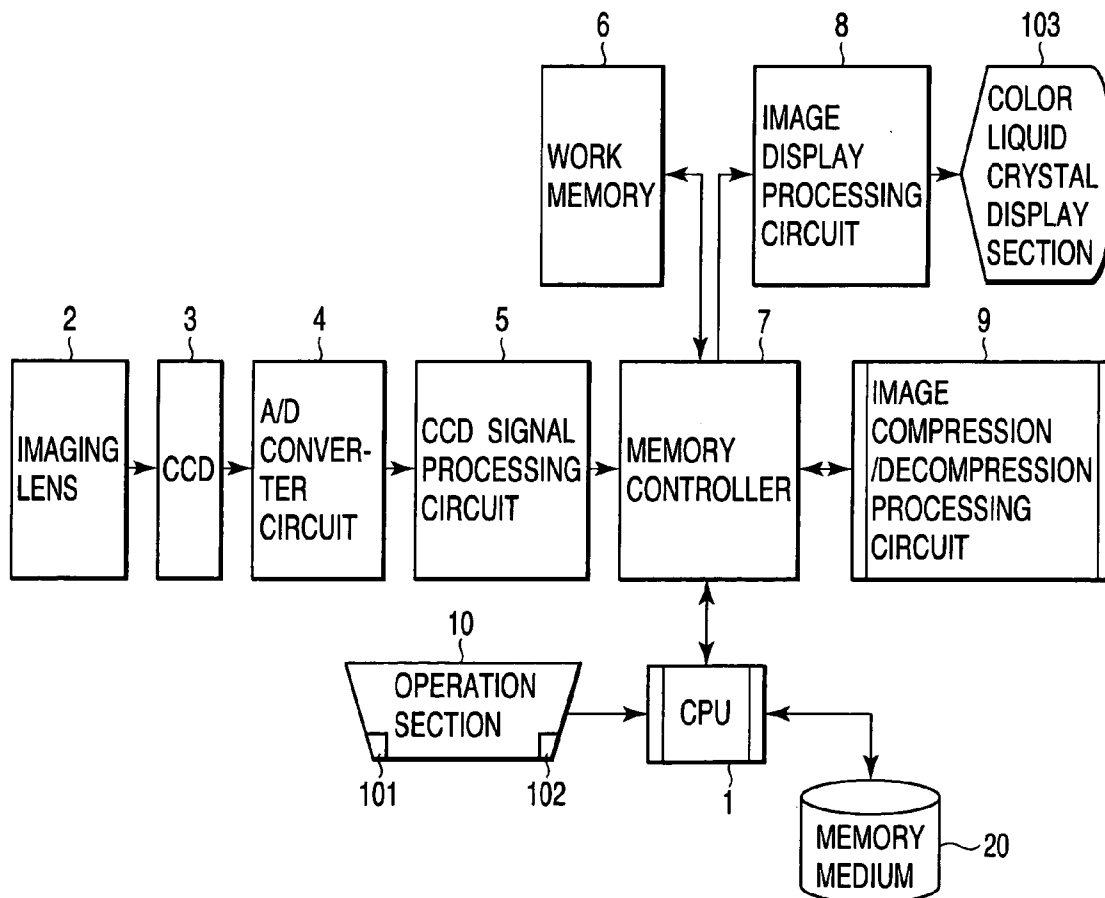 6
8
103
WORK
MEMORY
IMAGE
DISPLAY
PROCESSING
CIRCUIT
COLOR
LIQUID
CRYSTAL
DISPLAY
SECTION
2
3
4
5
7
9
IMAGING
LENS
CCD
A/D
CONVER-
TER
CIRCUIT
CCD SIGNAL
PROCESSING
CIRCUIT
MEMORY
CONTROLLER
IMAGE
COMPRESSION
/DECOMPRESSION
PROCESSING
CIRCUIT
10
OPERATION
SECTION
101
102
CPU
1
MEMORY
MEDIUM
20